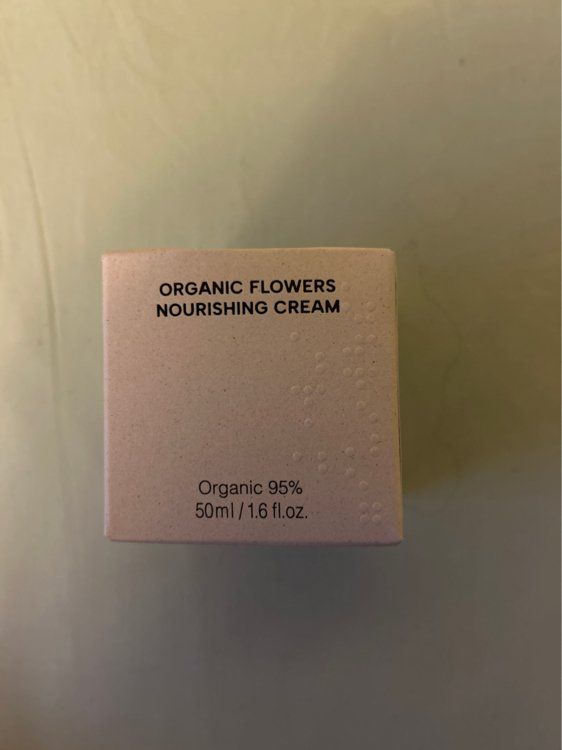 ORGANIC FLOWERS
NOURISHING CREAM
Organic 95%
50ml / 1.6 fl.oz.